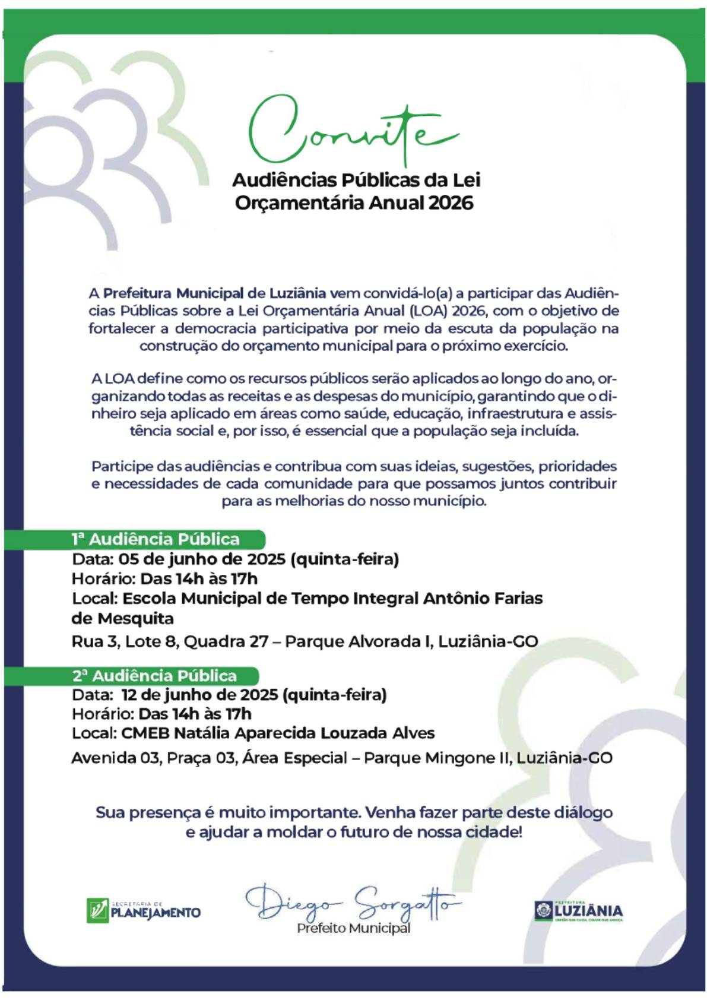 Convite
Audiências Públicas da Lei
Orçamentária Anual 2026
A Prefeitura Municipal de Luziânia vem convidá-lo(a) a participar das Audiên-
cias Públicas sobre a Lei Orçamentária Anual (LOA) 2026, com o objetivo de
fortalecer a democracia participativa por meio da escuta da população na
construção do orçamento municipal para o próximo exercício.
A LOA define como os recursos públicos serão aplicados ao longo do ano, or-
ganizando todas as receitas e as despesas do município, garantindo que o di-
nheiro seja aplicado em áreas como saúde, educação, infraestrutura e assis-
tência social e, por isso, é essencial que a população seja incluída.
Participe das audiências e contribua com suas ideias, sugestões, prioridades
e necessidades de cada comunidade para que possamos juntos contribuir
para as melhorias do nosso município.
1ª Audiência Pública
Data: 05 de junho de 2025 (quinta-feira)
Horário: Das 14h às 17h
Local: Escola Municipal de Tempo Integral Antônio Farias
de Mesquita
Rua 3, Lote 8, Quadra 27 – Parque Alvorada I, Luziânia-GO
2ª Audiência Pública
Data: 12 de junho de 2025 (quinta-feira)
Horário: Das 14h às 17h
Local: CMEB Natália Aparecida Louzada Alves
Avenida 03, Praça 03, Área Especial – Parque Mingone II, Luziânia-GO
Sua presença é muito importante. Venha fazer parte deste diálogo
e ajudar a moldar o futuro de nossa cidade!
SECRETARIA DE
PLANEJAMENTO
Diego Sorgatto
Prefeito Municipal
PREFEITURA
LUZIÂNIA
GESTÃO QUE CUIDA, CIDADE QUE AVANÇA